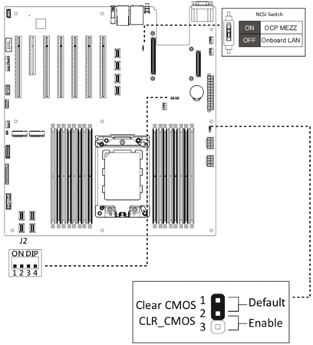 NCSI Switch
ON OCP MEZZ
OFF Onboard LAN
J2
ON DIP
1 2 3 4
Clear CMOS 1
2
CLR_CMOS 3
Default
Enable